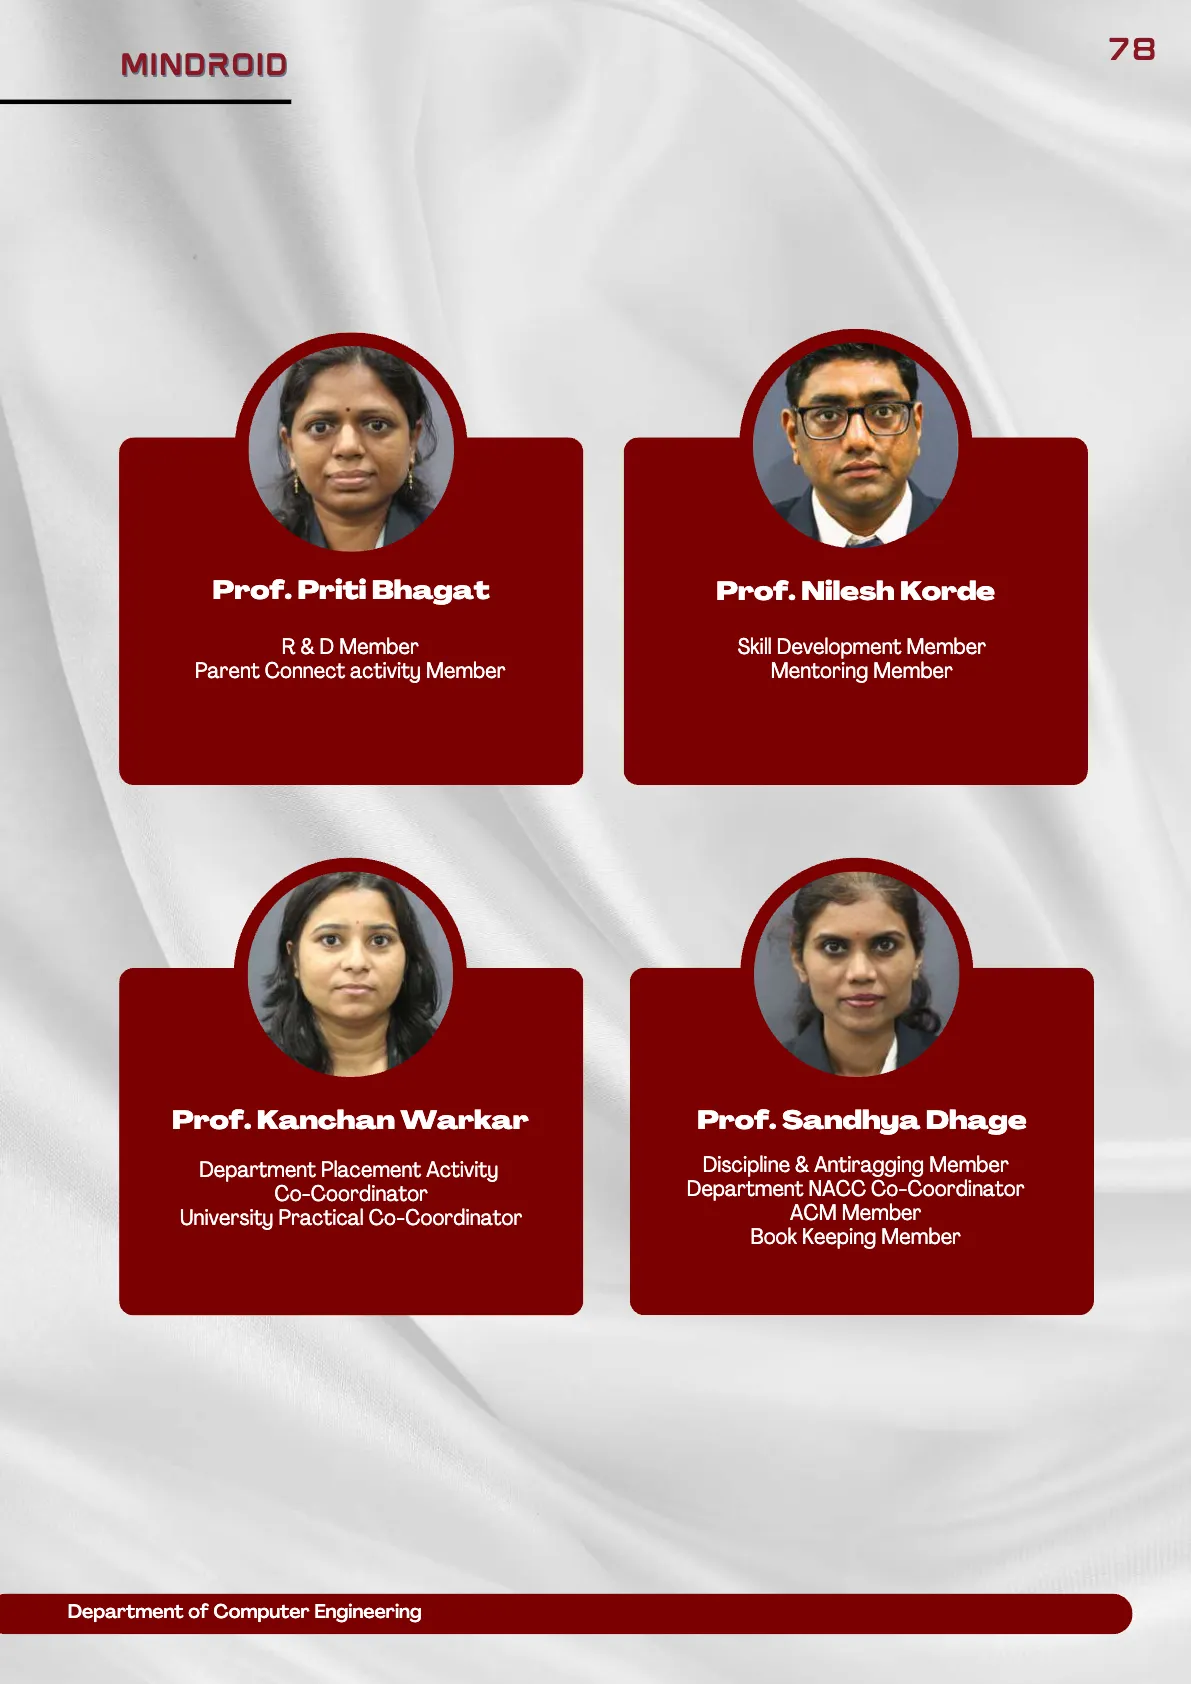 MINDROID
78
Prof. Priti Bhagat
R & D Member
Parent Connect activity Member
Prof. Nilesh Korde
Skill Development Member
Mentoring Member
Prof. Kanchan Warkar
Department Placement Activity
Co-Coordinator
University Practical Co-Coordinator
Prof. Sandhya Dhage
Discipline & Antiragging Member
Department NACC Co-Coordinator
ACM Member
Book Keeping Member
Department of Computer Engineering